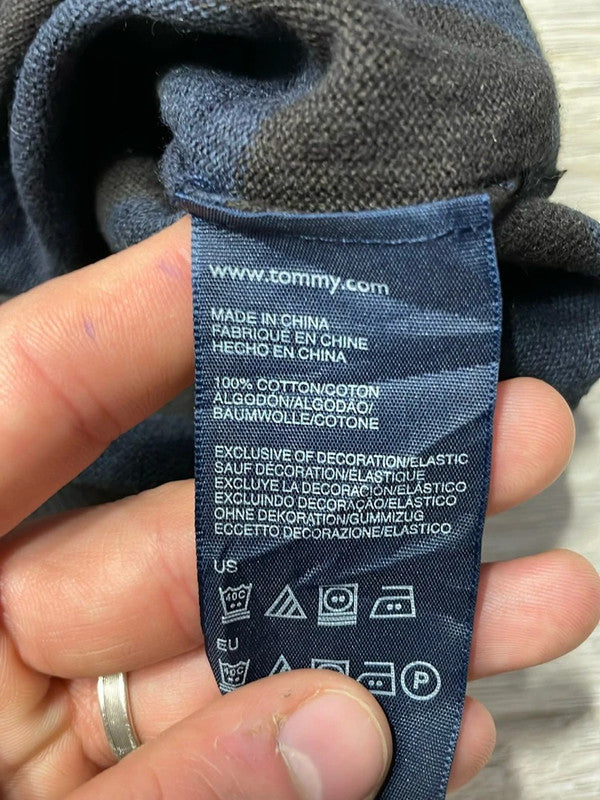 www.tommy.com
MADE IN CHINA
FABRIQUÉ EN CHINE
HECHO EN CHINA
100% COTTON/COTON
ALGODÓN/ALGODÃO/
BAUMWOLLE/COTONE
EXCLUSIVE OF DECORATION/ELASTIC
SAUF DÉCORATION/ÉLASTIQUE
EXCLUYE LA DECORACIÓN/ELÁSTICO
EXCLUINDO DECORAÇÃO/ELÁSTICO
OHNE DEKORATION/GUMMIZUG
ECCETTO DECORAZIONE/ELASTICO
US
40C
EU
P